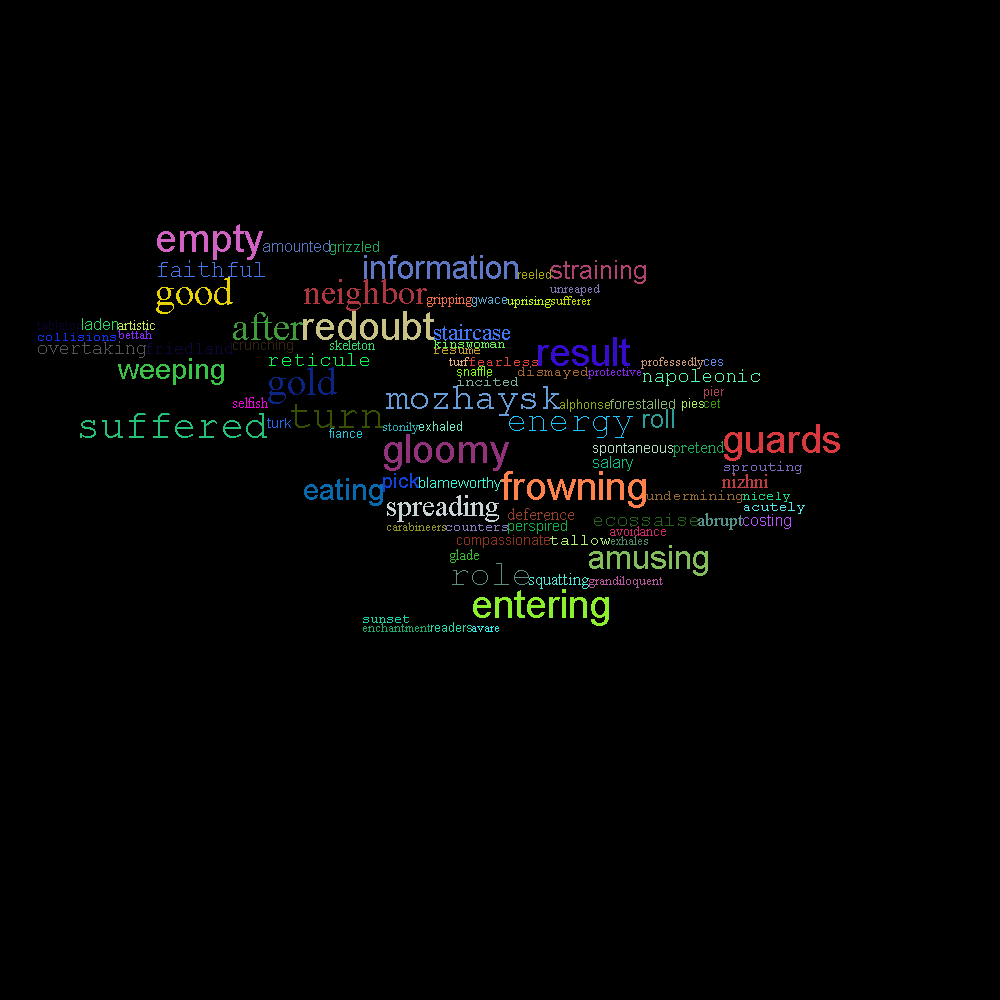 empty amounted grizzled
faithful information reeled straining
good neighbor gripping gwace uprising sufferer unreaped
laden artistic after redoubt staircase
collisions bettah
overtaking friedland crunching skeleton kinswoman resume result
weeping reticule turf fearless professedly ces
gold snaffle dismayed protective napoleonic
incited
selfish turn mozhaysk alphonse forestalled pier pies cet
suffered turk fiance stonily exhaled energy roll guards
gloomy spontaneous pretend
salary sprouting
eating pick blameworthy frowning undermining nizhni nicely
spreading deference acutely
carabineers counters perspired ecossaise abrupt costing
compassionate tallow avoidance exhales
glade amusing
role squatting grandiloquent
entering
sunset
enchantment readers avare